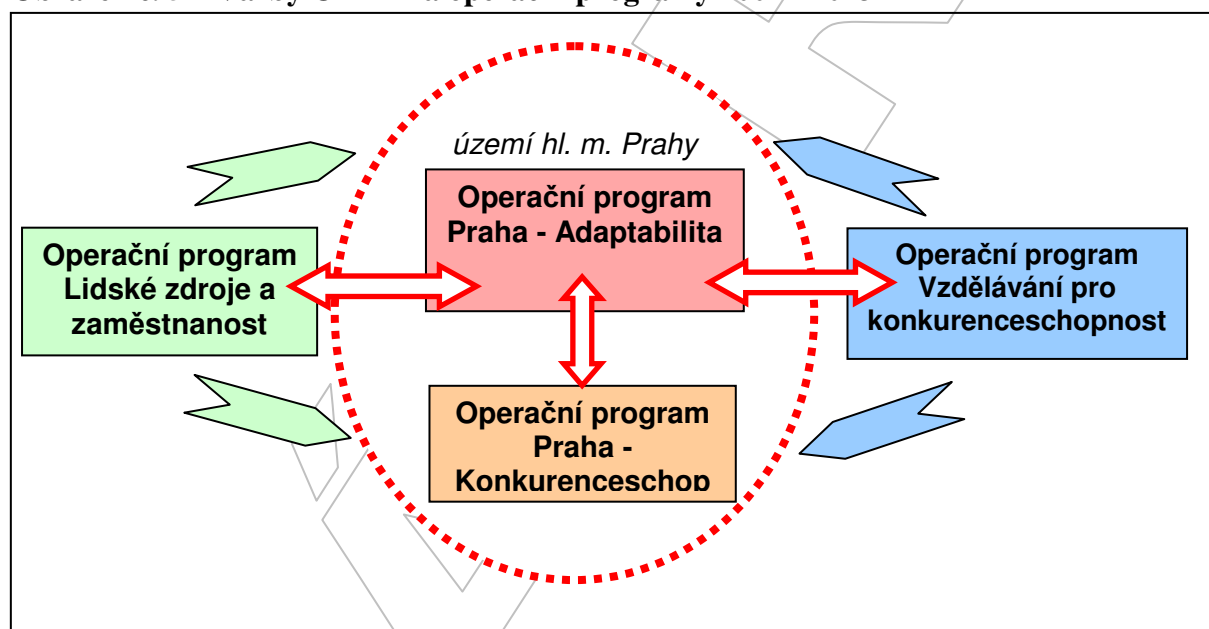 území hl. m. Prahy
Operační program
Praha - Adaptabilita
Operační program
Lidské zdroje a
zaměstnanost
Operační program
Vzdělávání pro
konkurenceschopnost
Operační program
Praha -
Konkurenceschop